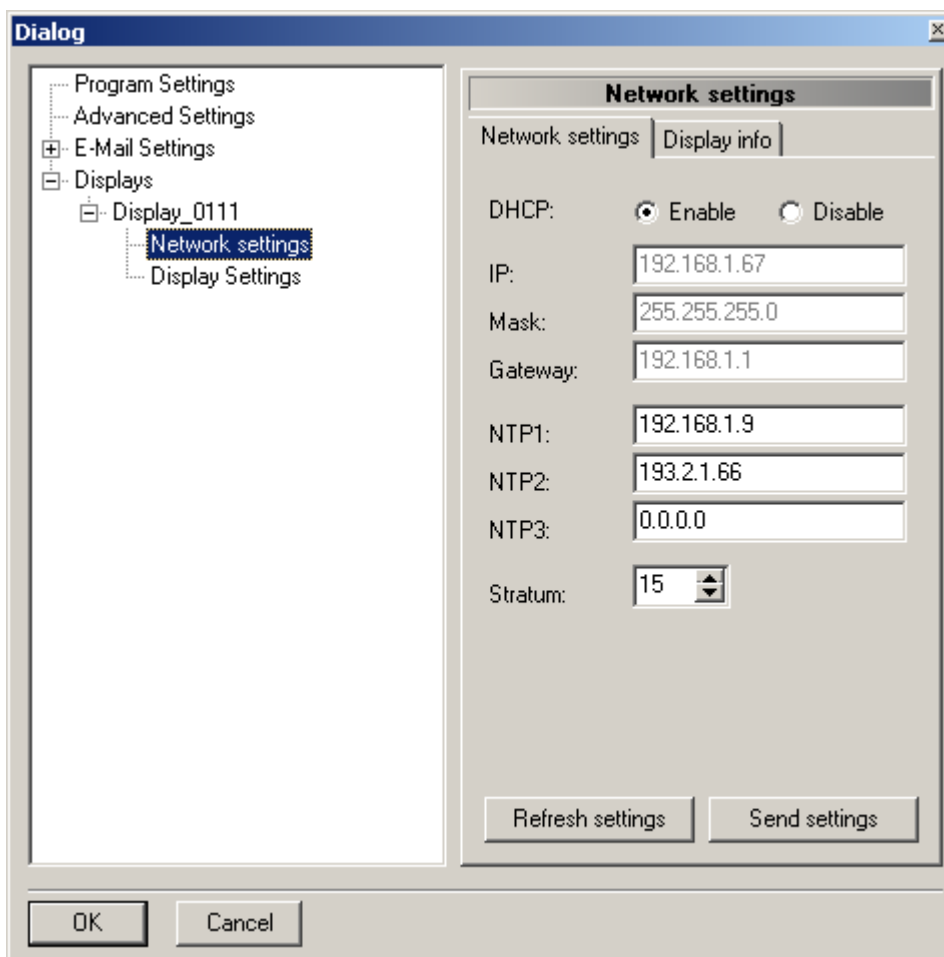 Dialog
Program Settings
Advanced Settings
E-Mail Settings
Displays
Display_0111
Network settings
Display Settings
Network settings
Network settings Display info
DHCP: Enable Disable
IP: 192.168.1.67
Mask: 255.255.255.0
Gateway: 192.168.1.1
NTP1: 192.168.1.9
NTP2: 193.2.1.66
NTP3: 0.0.0.0
Stratum: 15
Refresh settings Send settings
OK Cancel